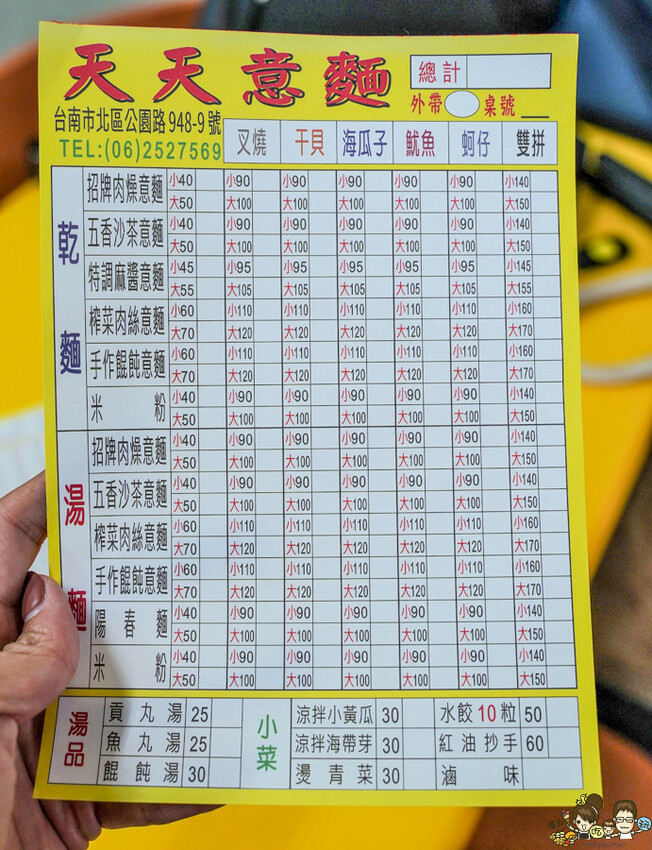 天天意麵
總計
外帶 桌號
台南市北區公園路948-9號
TEL:(06)2527569
叉燒 干貝 海瓜子 魷魚 蚵仔 雙拼
乾麵
招牌肉燥意麵 小40 小90 小90 小90 小90 小90 小140
大50 大100 大100 大100 大100 大100 大150
五香沙茶意麵 小40 小90 小90 小90 小90 小90 小140
大50 大100 大100 大100 大100 大100 大150
特調麻醬意麵 小45 小95 小95 小95 小95 小95 小145
大55 大105 大105 大105 大105 大105 大155
榨菜肉絲意麵 小60 小110 小110 小110 小110 小110 小160
大70 大120 大120 大120 大120 大120 大170
手作餛飩意麵 小60 小110 小110 小110 小110 小110 小160
大70 大120 大120 大120 大120 大120 大170
米粉 小40 小90 小90 小90 小90 小90 小140
大50 大100 大100 大100 大100 大100 大150
湯麵
招牌肉燥意麵 小40 小90 小90 小90 小90 小90 小140
大50 大100 大100 大100 大100 大100 大150
五香沙茶意麵 小40 小90 小90 小90 小90 小90 小140
大50 大100 大100 大100 大100 大100 大150
榨菜肉絲意麵 小60 小110 小110 小110 小110 小110 小160
大70 大120 大120 大120 大120 大120 大170
手作餛飩意麵 小60 小110 小110 小110 小110 小110 小160
大70 大120 大120 大120 大120 大120 大170
陽春麵 小40 小90 小90 小90 小90 小90 小140
大50 大100 大100 大100 大100 大100 大150
米粉 小40 小90 小90 小90 小90 小90 小140
大50 大100 大100 大100 大100 大100 大150
湯品
貢丸湯 25
魚丸湯 25
餛飩湯 30
小菜
涼拌小黃瓜 30 水餃10粒 50
涼拌海帶芽 30 紅油抄手 60
燙青菜 30 滷味